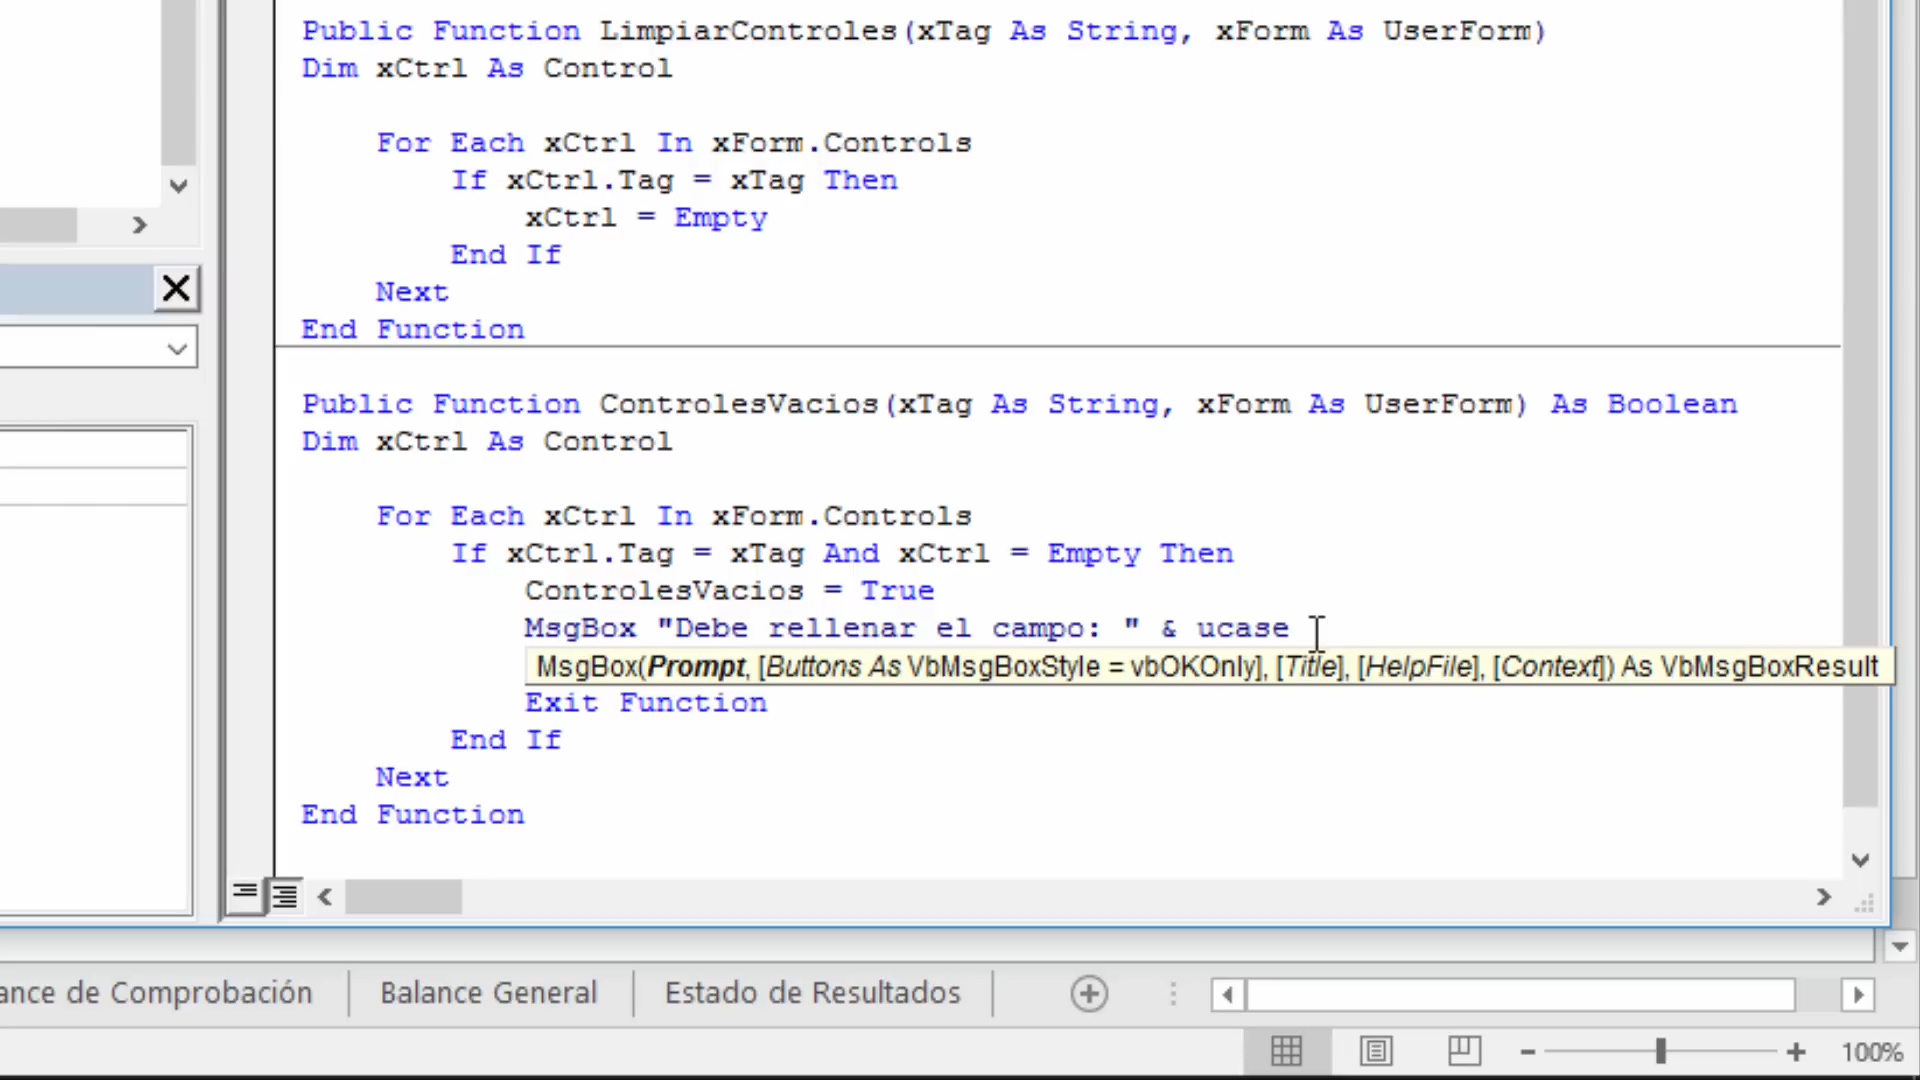 Public Function LimpiarControles(xTag As String, xForm As UserForm)
Dim xCtrl As Control
For Each xCtrl In xForm.Controls
If xCtrl.Tag = xTag Then
xCtrl = Empty
End If
Next
End Function
Public Function ControlesVacios(xTag As String, xForm As UserForm) As Boolean
Dim xCtrl As Control
For Each xCtrl In xForm.Controls
If xCtrl.Tag = xTag And xCtrl = Empty Then
ControlesVacios = True
MsgBox "Debe rellenar el campo: " & ucase
MsgBox(Prompt, [Buttons As VbMsgBoxStyle = vbOKOnly], [Title], [HelpFile], [Context]) As VbMsgBoxResult
Exit Function
End If
Next
End Function
ance de Comprobación
Balance General
Estado de Resultados
100%